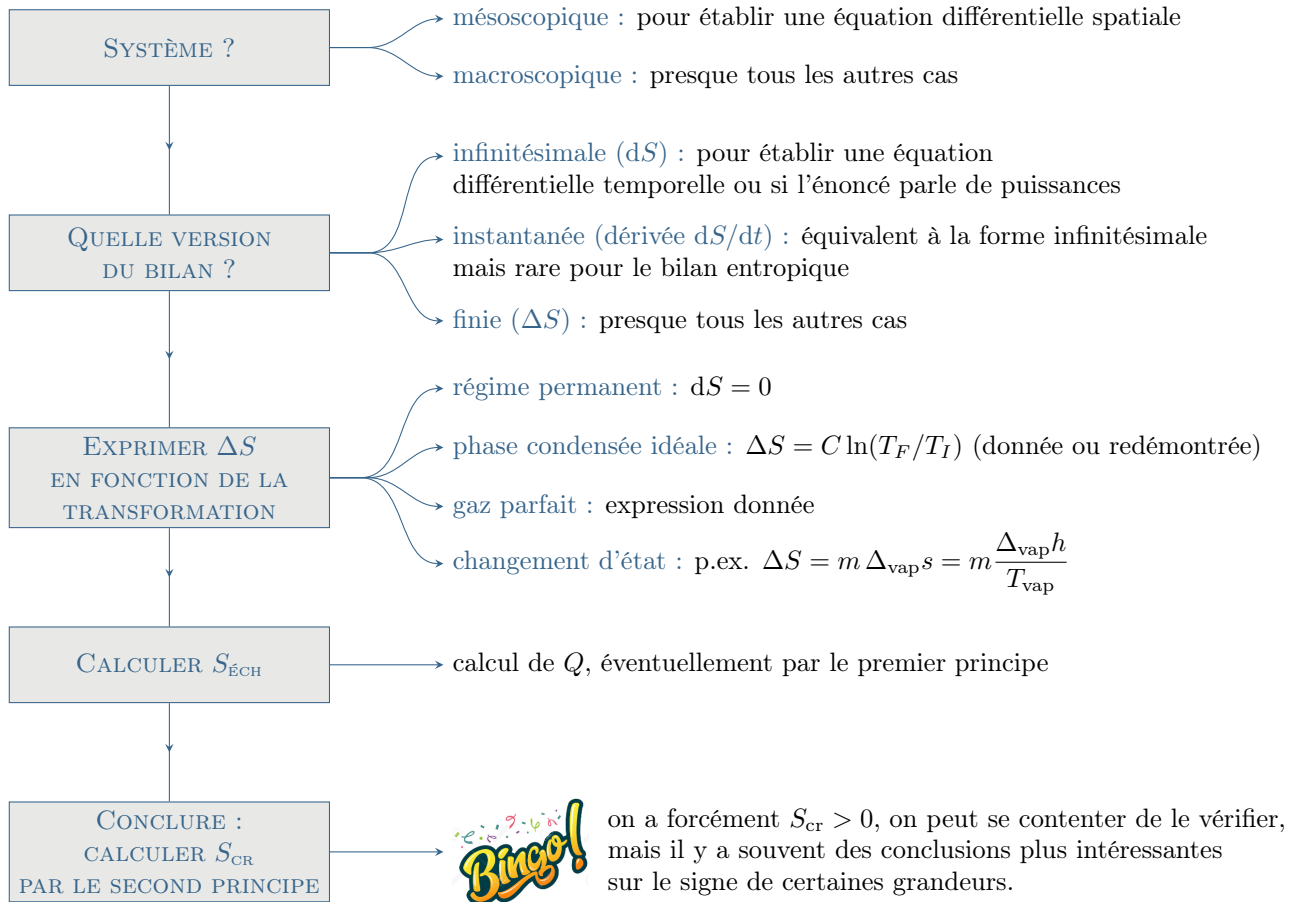 Système ?
mésoscopique : pour établir une équation différentielle spatiale
macroscopique : presque tous les autres cas
Quelle version
du bilan ?
infinitésimale (dS) : pour établir une équation
différentielle temporelle ou si l'énoncé parle de puissances
instantanée (dérivée dS/dt) : équivalent à la forme infinitésimale
mais rare pour le bilan entropique
finie (ΔS) : presque tous les autres cas
Exprimer ΔS
en fonction de la
transformation
régime permanent : dS = 0
phase condensée idéale : ΔS = C ln(T_F/T_I) (donnée ou redémontrée)
gaz parfait : expression donnée
changement d'état : p.ex. ΔS = m Δ_vap s = m Δ_vap h / T_vap
Calculer S_éch
calcul de Q, éventuellement par le premier principe
Conclure :
calculer S_cr
par le second principe
Bingo!
on a forcément S_cr > 0, on peut se contenter de le vérifier,
mais il y a souvent des conclusions plus intéressantes
sur le signe de certaines grandeurs.